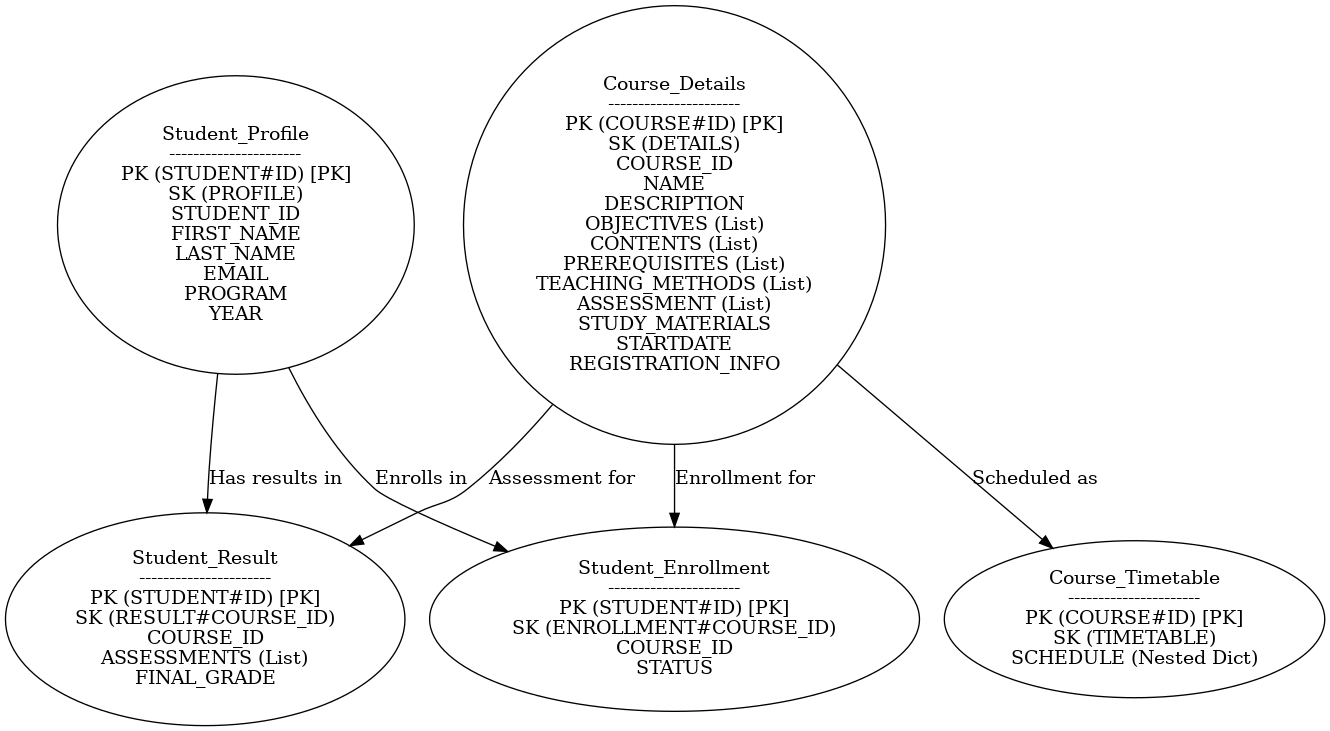 Student_Profile
----------------------
PK (STUDENT#ID) [PK]
SK (PROFILE)
STUDENT_ID
FIRST_NAME
LAST_NAME
EMAIL
PROGRAM
YEAR
Course_Details
----------------------
PK (COURSE#ID) [PK]
SK (DETAILS)
COURSE_ID
NAME
DESCRIPTION
OBJECTIVES (List)
CONTENTS (List)
PREREQUISITES (List)
TEACHING_METHODS (List)
ASSESSMENT (List)
STUDY_MATERIALS
STARTDATE
REGISTRATION_INFO
Has results in
Enrolls in
Assessment for
Enrollment for
Scheduled as
Student_Result
----------------------
PK (STUDENT#ID) [PK]
SK (RESULT#COURSE_ID)
COURSE_ID
ASSESSMENTS (List)
FINAL_GRADE
Student_Enrollment
----------------------
PK (STUDENT#ID) [PK]
SK (ENROLLMENT#COURSE_ID)
COURSE_ID
STATUS
Course_Timetable
----------------------
PK (COURSE#ID) [PK]
SK (TIMETABLE)
SCHEDULE (Nested Dict)